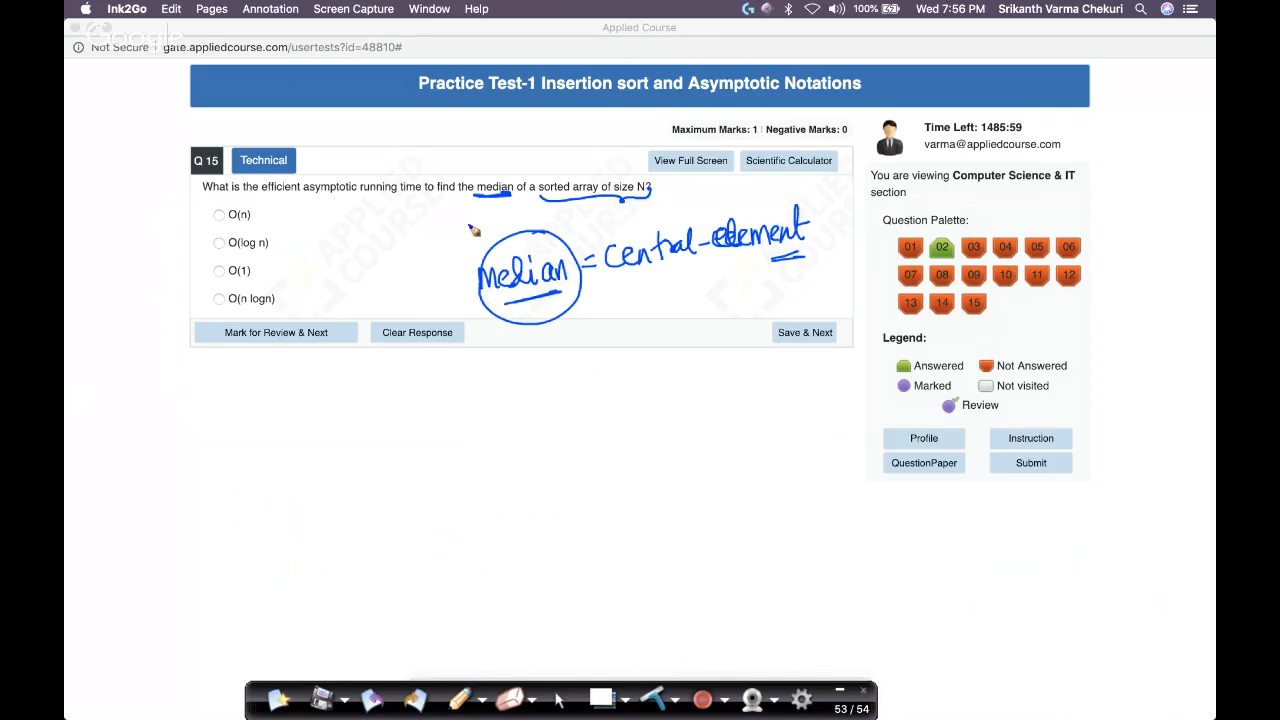 Ink2Go Edit Pages Annotation Screen Capture Window Help 100% Wed 7:56 PM Srikanth Varma Chekuri
Applied Course
Google
Not Secure gate.appliedcourse.com/usertests?id=48810#
Practice Test-1 Insertion sort and Asymptotic Notations
Maximum Marks: 1 | Negative Marks: 0
Q 15 Technical View Full Screen Scientific Calculator
What is the efficient asymptotic running time to find the median of a sorted array of size N?
O(n)
O(log n)
O(1)
O(n logn)
median = central element
Mark for Review & Next Clear Response Save & Next
Time Left: 1485:59
varma@appliedcourse.com
You are viewing Computer Science & IT
section
Question Palette:
01 02 03 04 05 06
07 08 09 10 11 12
13 14 15
Legend:
Answered Not Answered
Marked Not visited
Review
Profile Instruction
QuestionPaper Submit
APPLIED COURSE
53 / 54